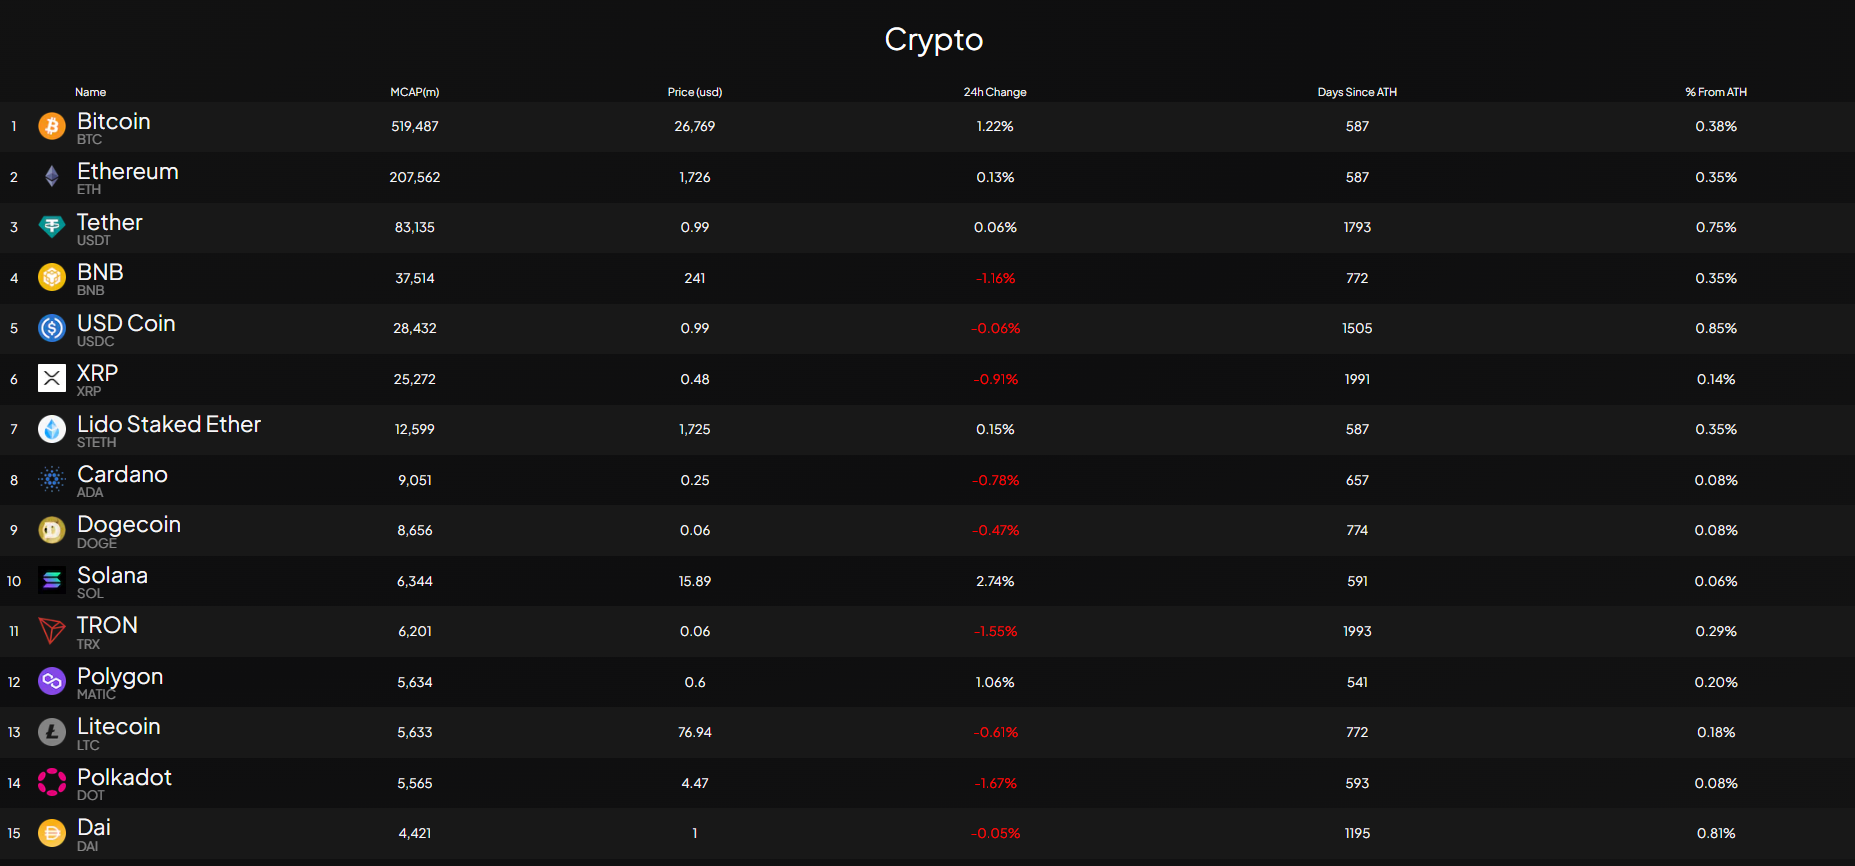 Crypto
Name MCAP(m) Price (usd) 24h Change Days Since ATH % From ATH
1 Bitcoin BTC 519,487 26,769 1.22% 587 0.38%
2 Ethereum ETH 207,562 1,726 0.13% 587 0.35%
3 Tether USDT 83,135 0.99 0.06% 1793 0.75%
4 BNB BNB 37,514 241 -1.16% 772 0.35%
5 USD Coin USDC 28,432 0.99 -0.06% 1505 0.85%
6 XRP XRP 25,272 0.48 -0.91% 1991 0.14%
7 Lido Staked Ether STETH 12,599 1,725 0.15% 587 0.35%
8 Cardano ADA 9,051 0.25 -0.78% 657 0.08%
9 Dogecoin DOGE 8,656 0.06 -0.47% 774 0.08%
10 Solana SOL 6,344 15.89 2.74% 591 0.06%
11 TRON TRX 6,201 0.06 -1.55% 1993 0.29%
12 Polygon MATIC 5,634 0.6 1.06% 541 0.20%
13 Litecoin LTC 5,633 76.94 -0.61% 772 0.18%
14 Polkadot DOT 5,565 4.47 -1.67% 593 0.08%
15 Dai DAI 4,421 1 -0.05% 1195 0.81%